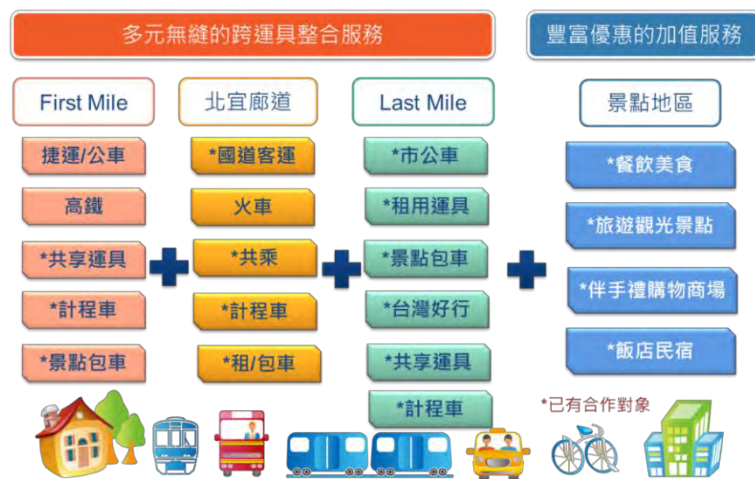 多元無縫的跨運具整合服務
豐富優惠的加值服務
First Mile
捷運/公車
高鐵
*共享運具
*計程車
*景點包車
北宜廊道
*國道客運
火車
*共乘
*計程車
*租/包車
Last Mile
*市公車
*租用運具
*景點包車
*台灣好行
*共享運具
*計程車
景點地區
*餐飲美食
*旅遊觀光景點
*伴手禮購物商場
*飯店民宿
*已有合作對象